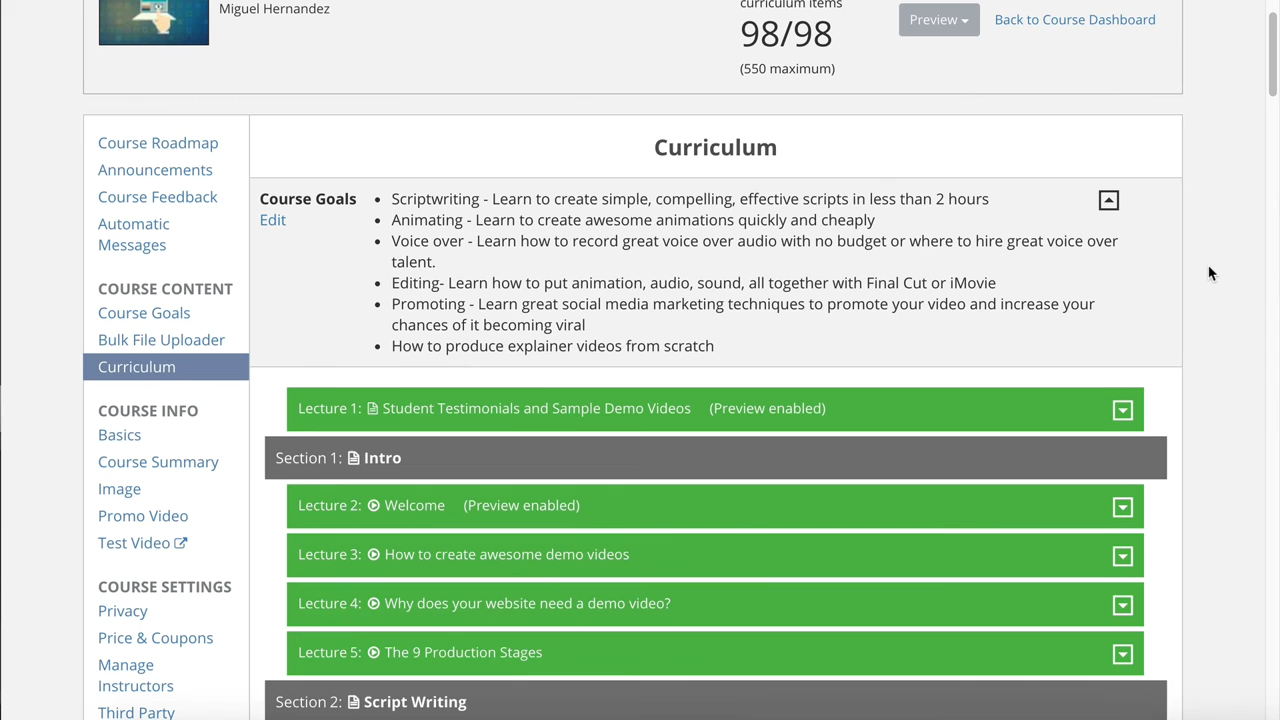 Miguel Hernandez
curriculum items
98/98
(550 maximum)
Preview
Back to Course Dashboard
Course Roadmap
Announcements
Course Feedback
Automatic
Messages
COURSE CONTENT
Course Goals
Bulk File Uploader
Curriculum
COURSE INFO
Basics
Course Summary
Image
Promo Video
Test Video
COURSE SETTINGS
Privacy
Price & Coupons
Manage
Instructors
Third Party
Curriculum
Course Goals
Edit
Scriptwriting - Learn to create simple, compelling, effective scripts in less than 2 hours
Animating - Learn to create awesome animations quickly and cheaply
Voice over - Learn how to record great voice over audio with no budget or where to hire great voice over
talent.
Editing- Learn how to put animation, audio, sound, all together with Final Cut or iMovie
Promoting - Learn great social media marketing techniques to promote your video and increase your
chances of it becoming viral
How to produce explainer videos from scratch
Lecture 1: Student Testimonials and Sample Demo Videos (Preview enabled)
Section 1: Intro
Lecture 2: Welcome (Preview enabled)
Lecture 3: How to create awesome demo videos
Lecture 4: Why does your website need a demo video?
Lecture 5: The 9 Production Stages
Section 2: Script Writing